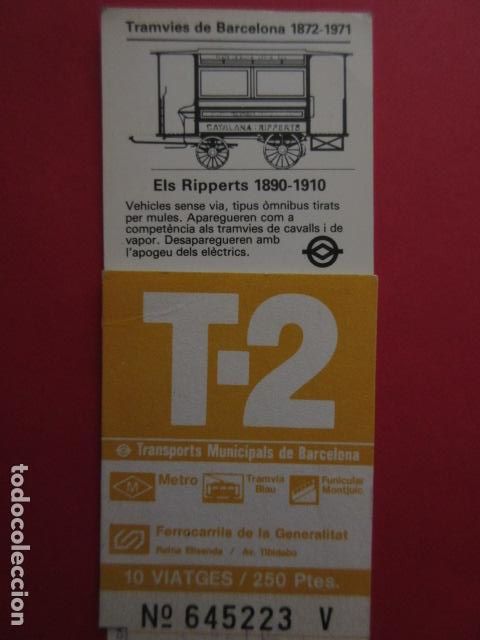 Tramvies de Barcelona 1872-1971
CATALANA-RIPPERTS
Els Ripperts 1890-1910
Vehicles sense via, tipus òmnibus tirats
per mules. Aparegueren com a
competència als tramvies de cavalls i de
vapor. Desaparegueren amb
l'apogeu dels elèctrics.
T-2
Transports Municipals de Barcelona
M
Metro
Tramvia
Blau
Funicular
Montjuïc
Ferrocarrils de la Generalitat
Reina Elisenda / Av. Tibidabo
10 VIATGES / 250 Ptes.
Nº 645223 V
todocoleccion